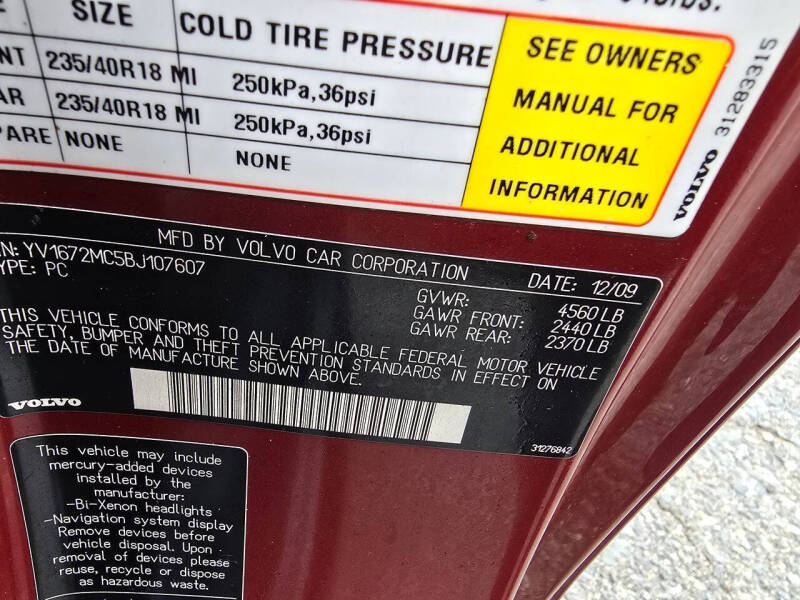 SIZE
COLD TIRE PRESSURE
235/40R18 MI 250kPa,36psi
235/40R18 MI 250kPa,36psi
NONE NONE
SEE OWNERS
MANUAL FOR
ADDITIONAL
INFORMATION
VOLVO 31283315
MFD BY VOLVO CAR CORPORATION DATE: 12/09
N: YV1672MC5BJ107607
YPE: PC
GVWR: 4560 LB
GAWR FRONT: 2440 LB
GAWR REAR: 2370 LB
THIS VEHICLE CONFORMS TO ALL APPLICABLE FEDERAL MOTOR VEHICLE
SAFETY, BUMPER AND THEFT PREVENTION STANDARDS IN EFFECT ON
THE DATE OF MANUFACTURE SHOWN ABOVE.
VOLVO
31276842
This vehicle may include
mercury-added devices
installed by the
manufacturer:
-Bi-Xenon headlights
-Navigation system display
Remove devices before
vehicle disposal. Upon
removal of devices please
reuse, recycle or dispose
as hazardous waste.